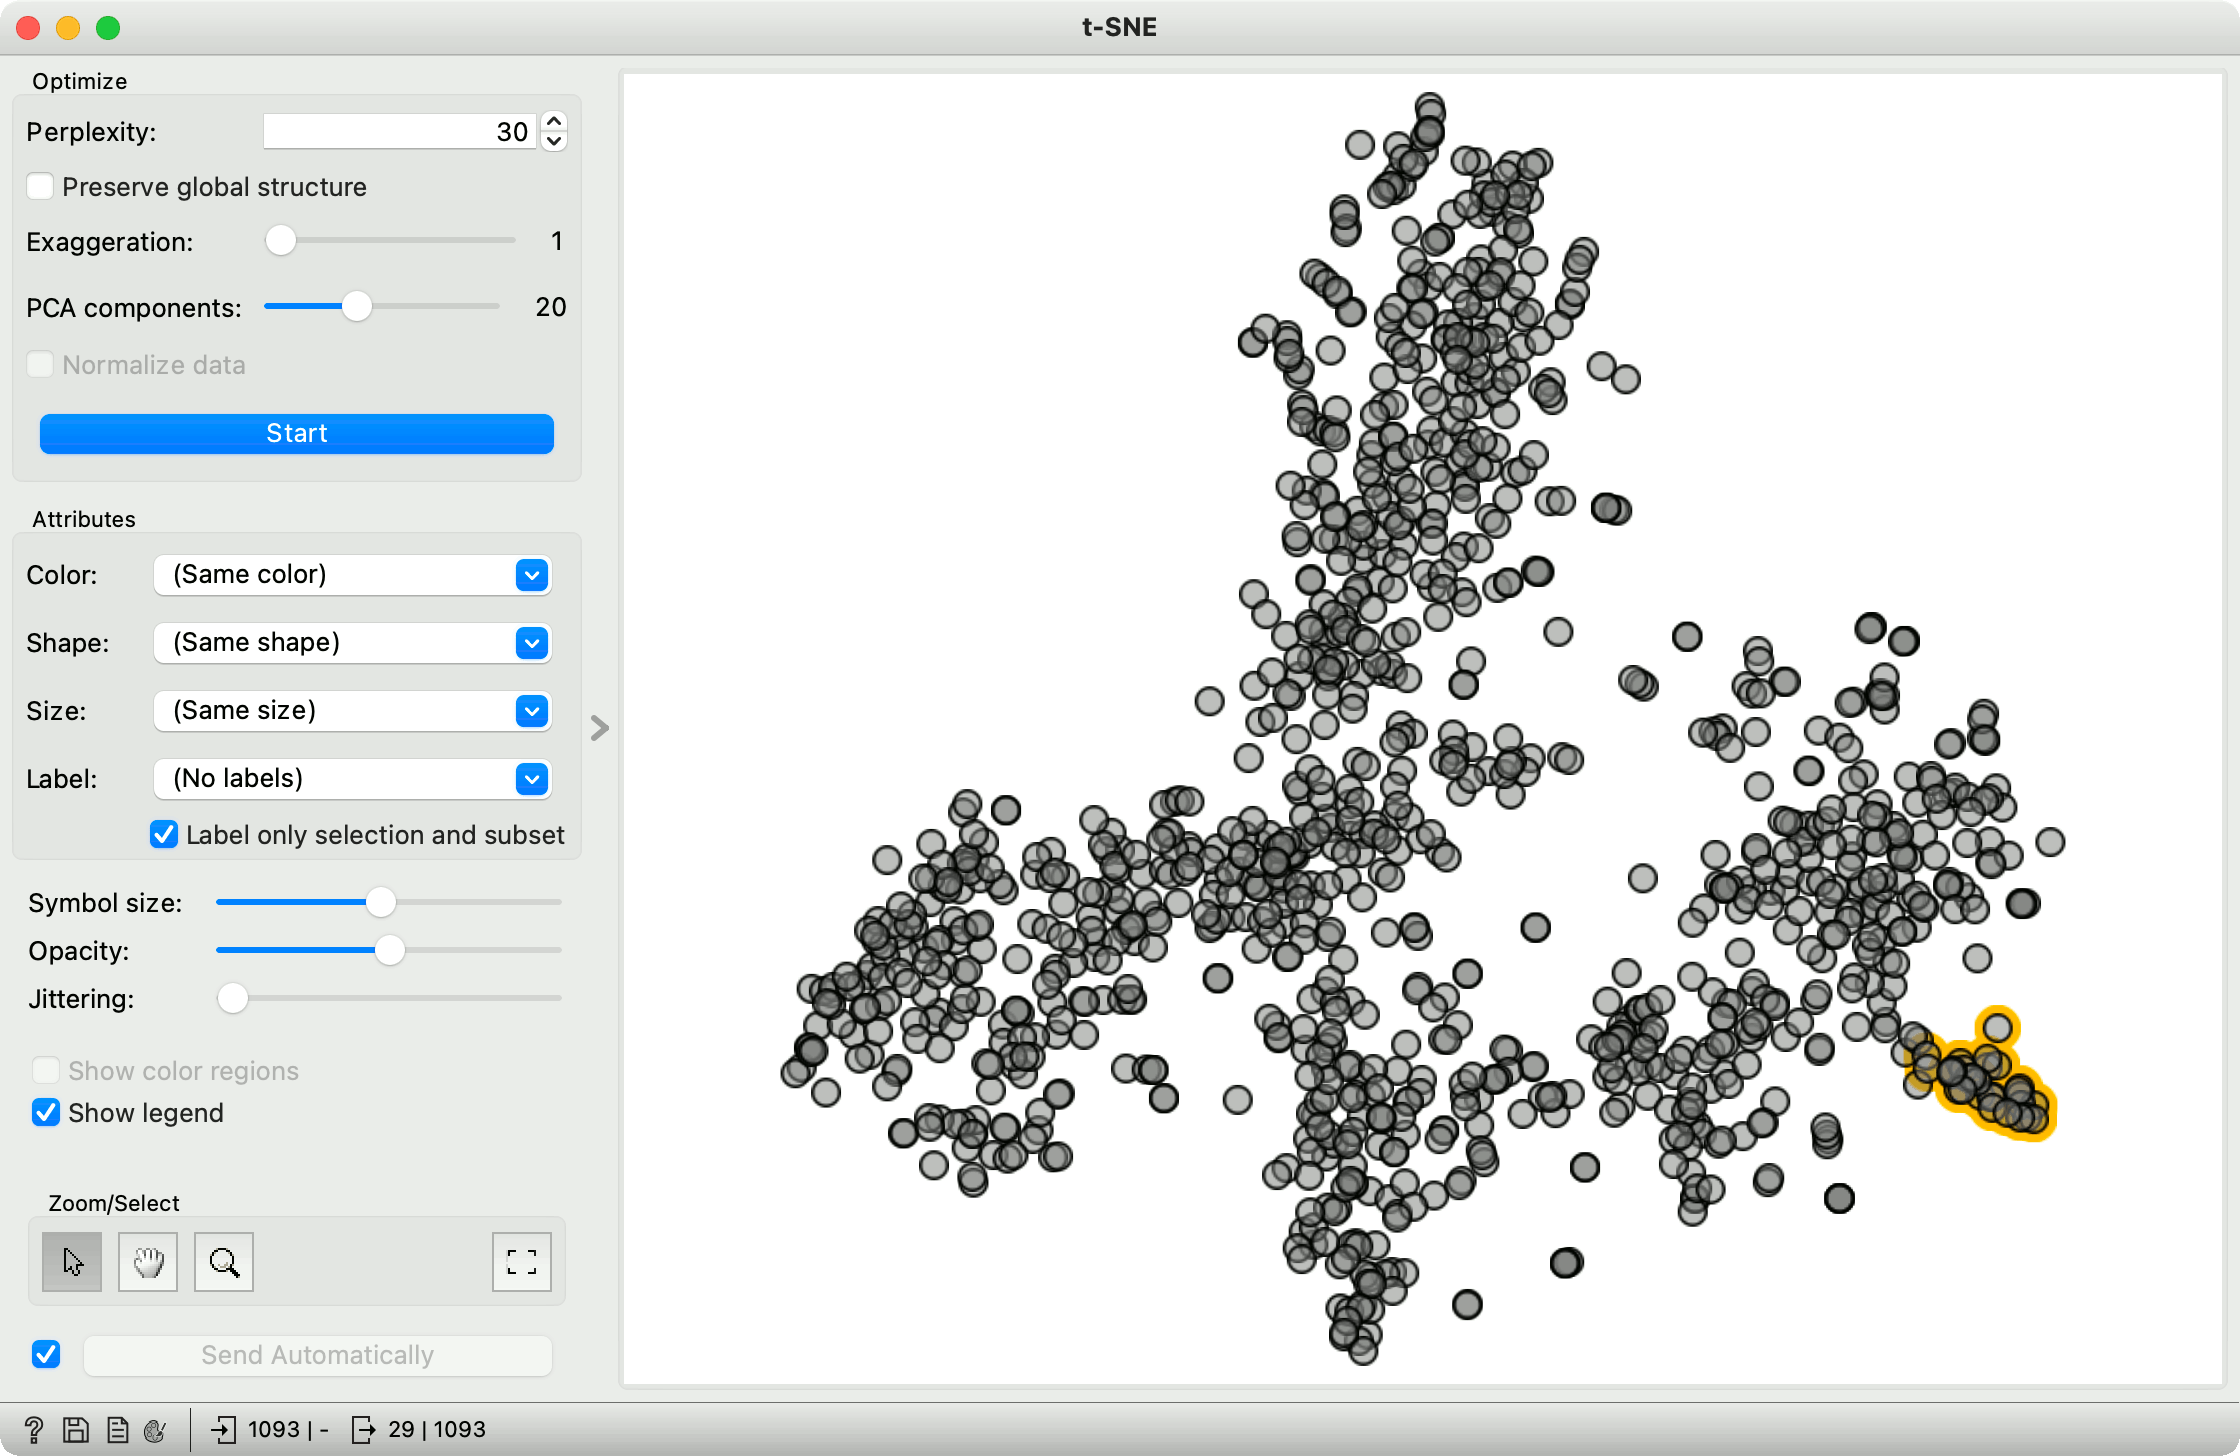 t-SNE
Optimize
Perplexity: 30
Preserve global structure
Exaggeration: 1
PCA components: 20
Normalize data
Start
Attributes
Color: (Same color)
Shape: (Same shape)
Size: (Same size)
Label: (No labels)
Label only selection and subset
Symbol size:
Opacity:
Jittering:
Show color regions
Show legend
Zoom/Select
Send Automatically
? 1093 | - 29 | 1093